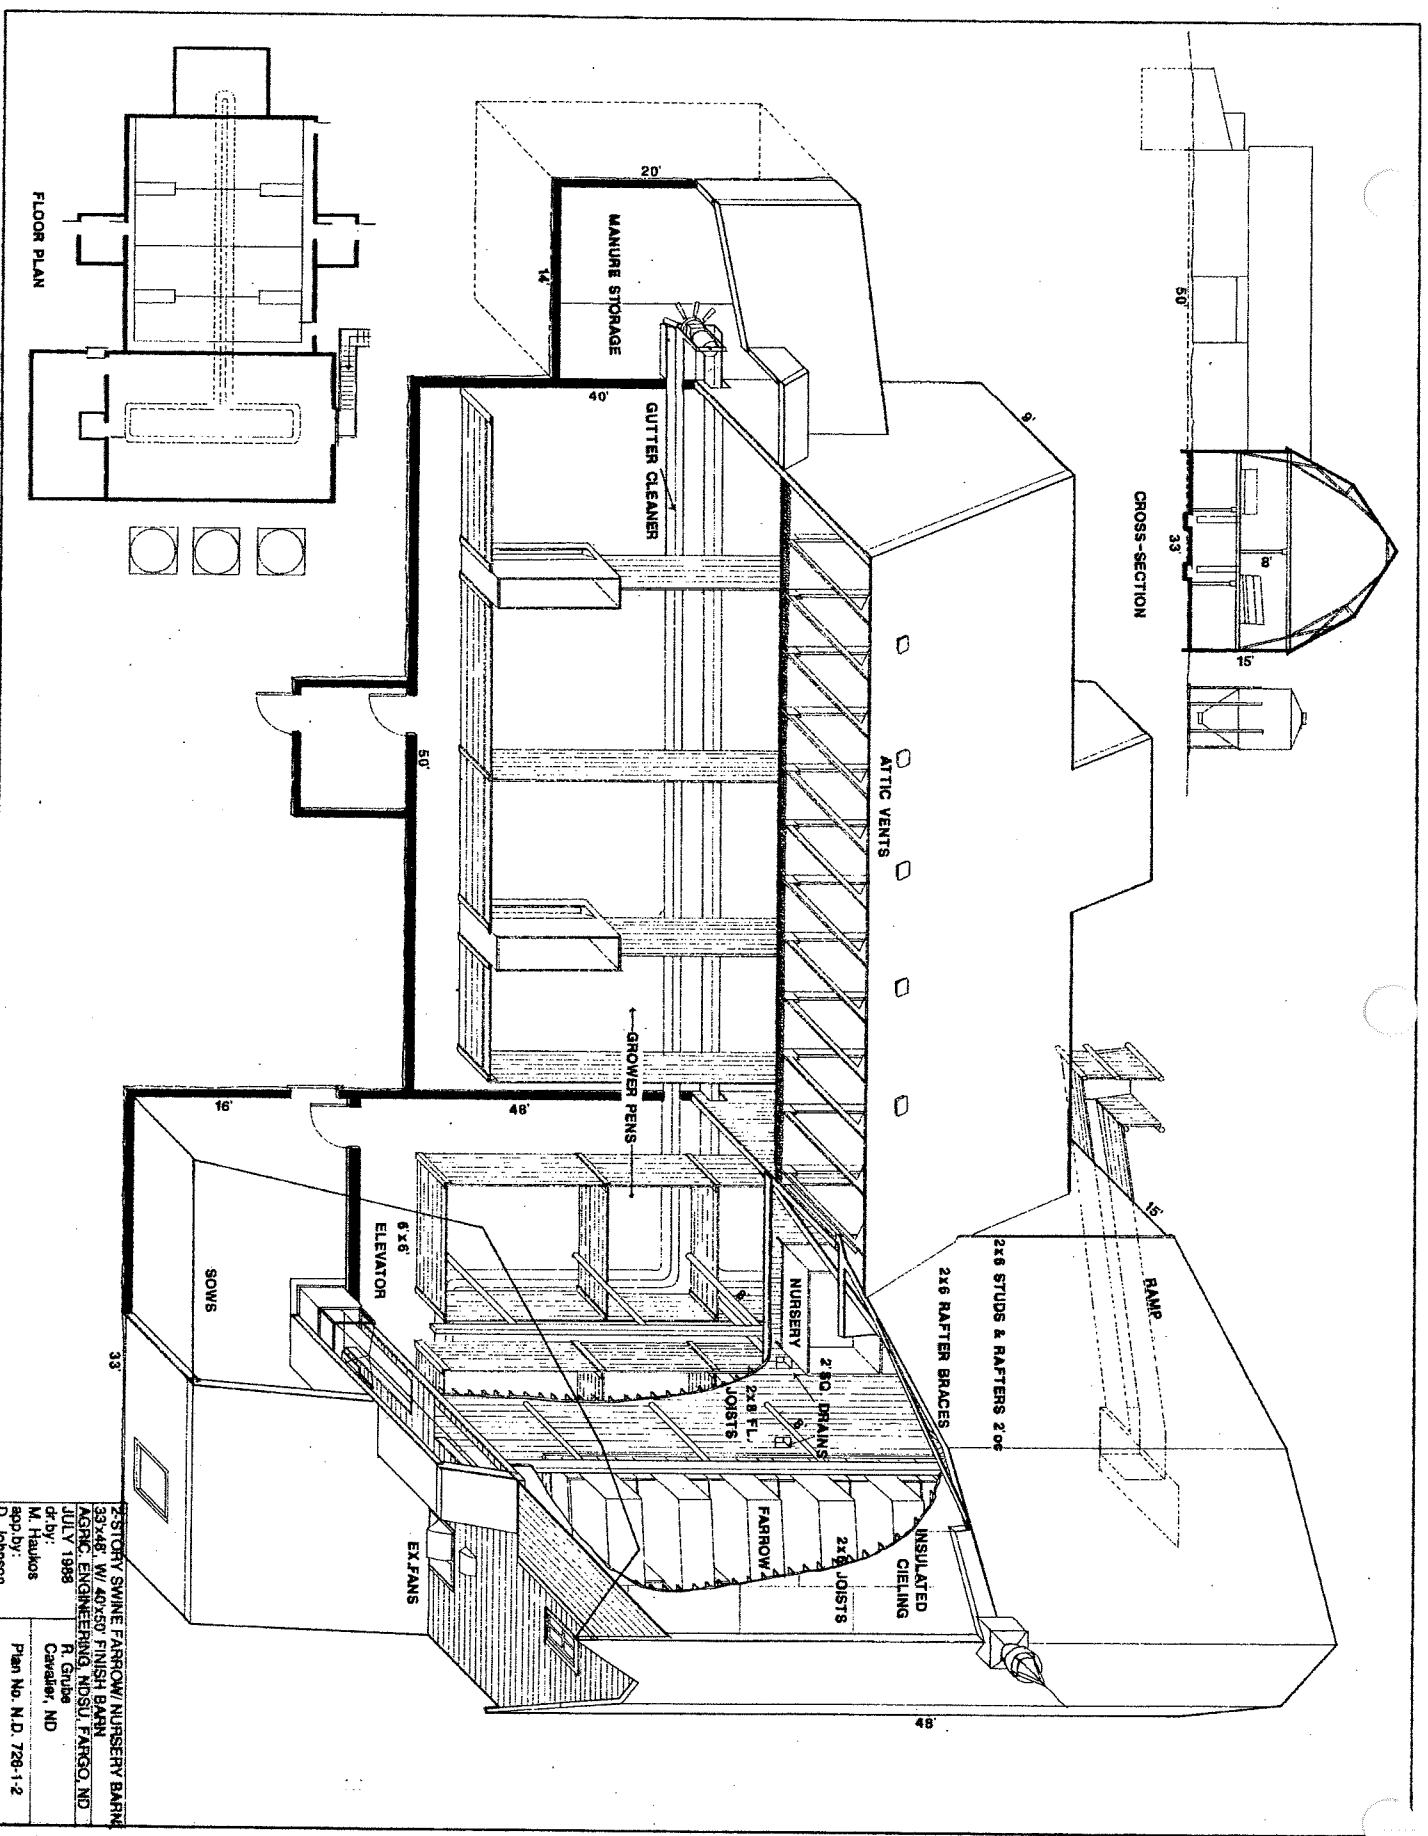 CROSS-SECTION
50'
33'
8'
15'
9'
15'
RAMP
2x6 STUDS & RAFTERS 2'oc
2x6 RAFTER BRACES
ATTIC VENTS
20'
MANURE STORAGE
14'
40'
GUTTER CLEANER
50'
GROWER PENS
48'
16'
6'x6'
ELEVATOR
SOWS
33'
NURSERY
2'SQ. DRAINS
8'
8'
2x8 FL.
JOISTS
FARROW
2x6 JOISTS
INSULATED
CIELING
EX.FANS
48'
FLOOR PLAN
2-STORY SWINE FARROW/ NURSERY BARN
33'x48', W/ 40'x50' FINISH BARN
AGRIC. ENGINEERING, NDSU, FARGO, ND
JULY 1988
dr.by:
M. Haukos
app.by:
R. Grube
Cavalier, ND
Plan No. N.D. 726-1-2